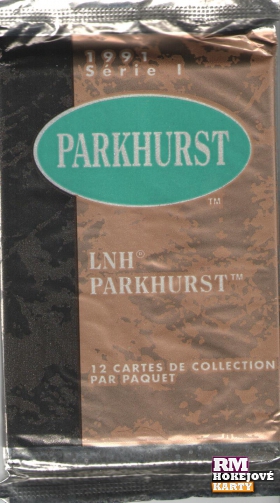 1991
Série I
PARKHURST
TM
LNH®
PARKHURST™
12 CARTES DE COLLECTION
PAR PAQUET
RM
HOKEJOVÉ
KARTY